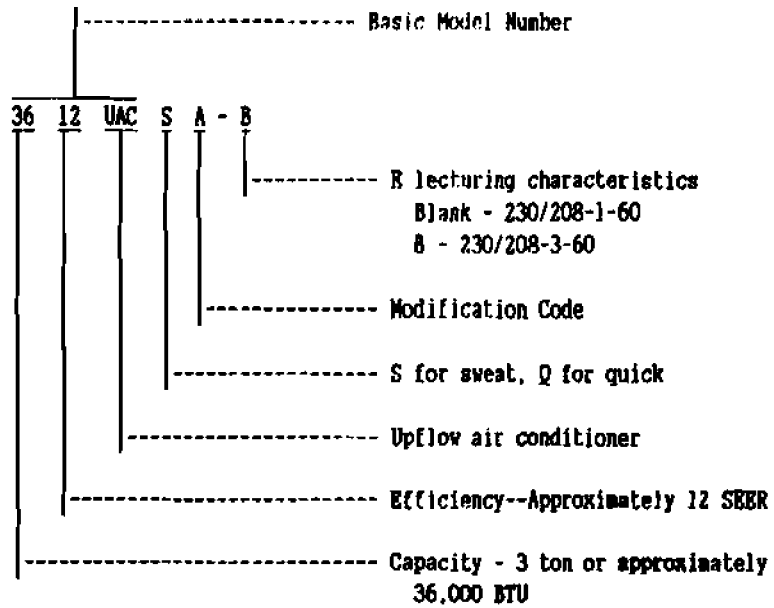 Basic Model Number
36 12 UAC S A - B
R lecturing characteristics
Blank - 230/208-1-60
B - 230/208-3-60
Modification Code
S for sweat, Q for quick
Upflow air conditioner
Efficiency--Approximately 12 SEER
Capacity - 3 ton or approximately
36,000 BTU